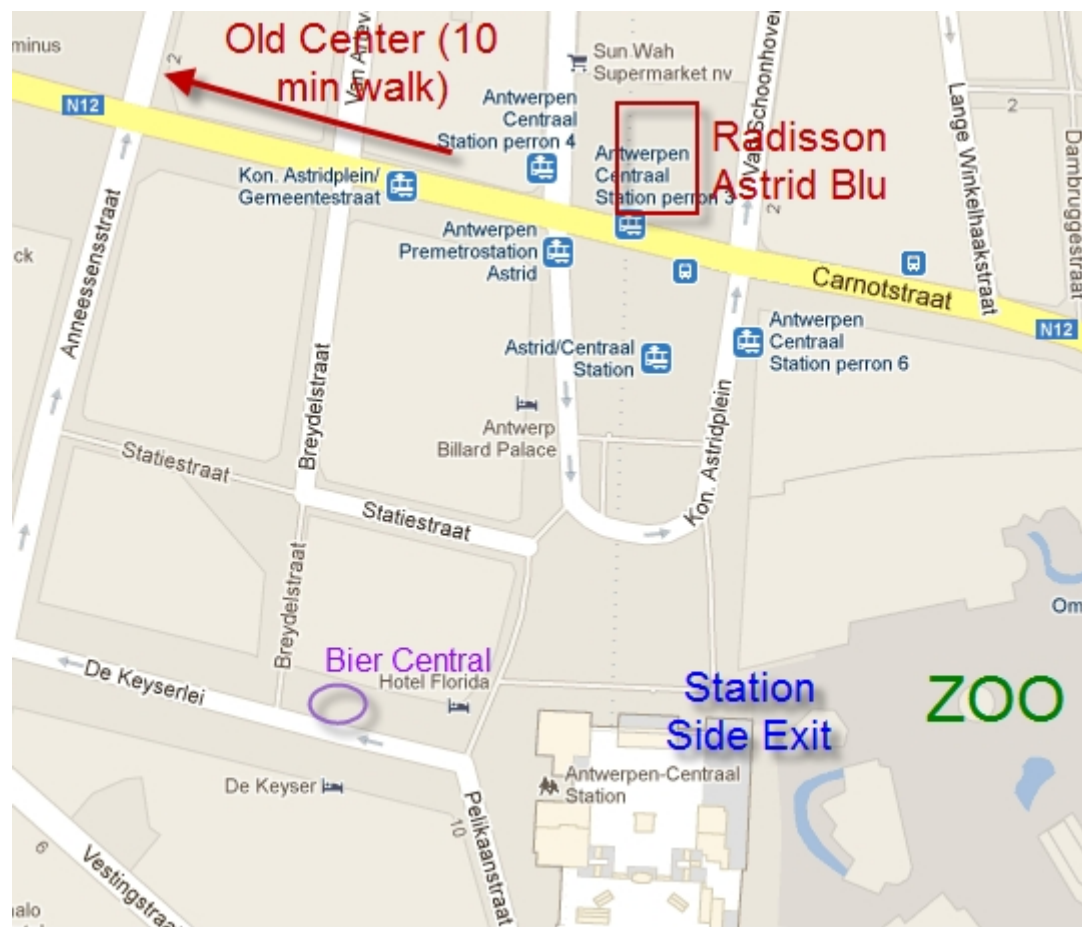 Old Center (10
min walk)
minus
2
Sun Wah
Supermarket nv
N12
Antwerpen
Centraal
Station perron 4
Antwerpen
Centraal
Station perron 3
Radisson
Astrid Blu
Van Schoonhoven
Lange Winkelhaakstraat
2
Dambruggestraat
Kon. Astridplein/
Gemeentestraat
Antwerpen
Premetrostation
Astrid
2
Carnotstraat
N12
ck
Anneessensstraat
Breydelstraat
Astrid/Centraal
Station
Antwerpen
Centraal
Station perron 6
Antwerp
Billard Palace
Kon. Astridplein
Statiestraat
Statiestraat
Breydelstraat
Om
Bier Central
Hotel Florida
De Keyserlei
Station
Side Exit
ZOO
De Keyser
Antwerpen-Centraal
Station
Pelikaanstraat
10
6
Vestingstraat
alo